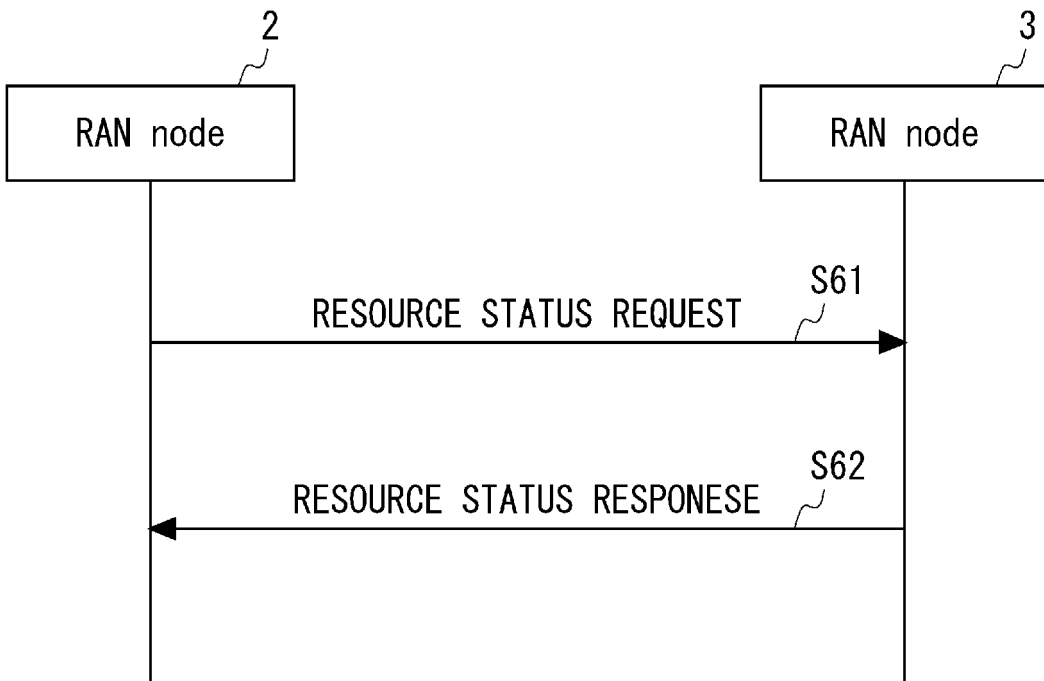 2
3
RAN node
RAN node
S61
RESOURCE STATUS REQUEST
S62
RESOURCE STATUS RESPONESE